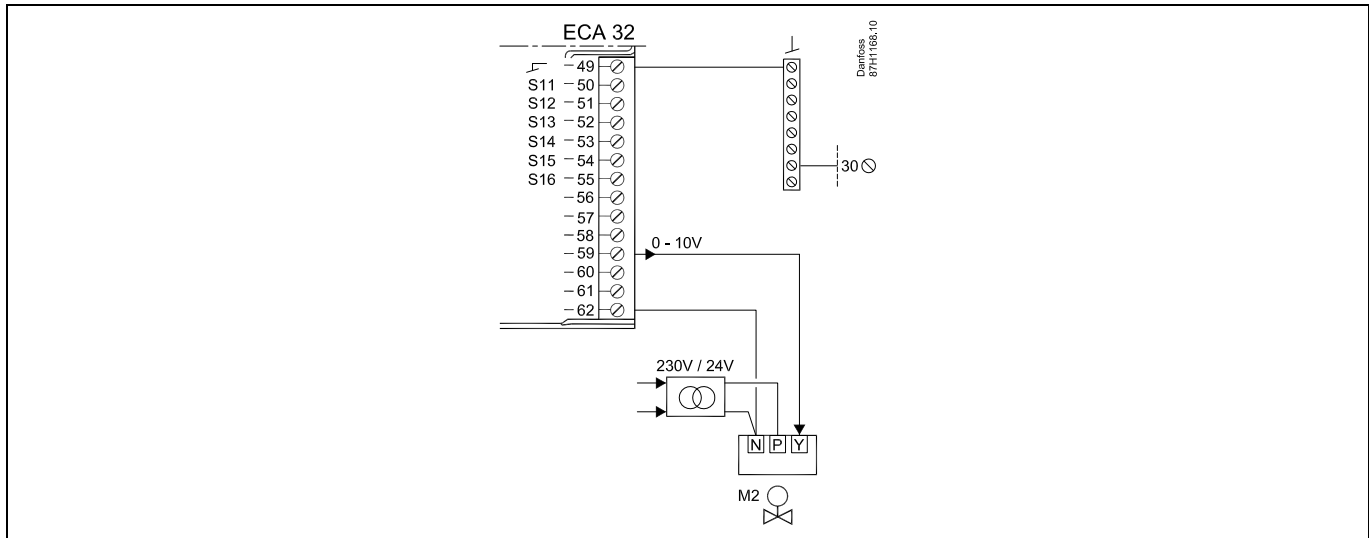 ECA 32
Danfoss
87H1168.10
49
S11 - 50
S12 - 51
S13 - 52
S14 - 53
S15 - 54
S16 - 55
- 56
- 57
- 58
- 59
- 60
- 61
- 62
30
0 - 10V
230V / 24V
N P Y
M2